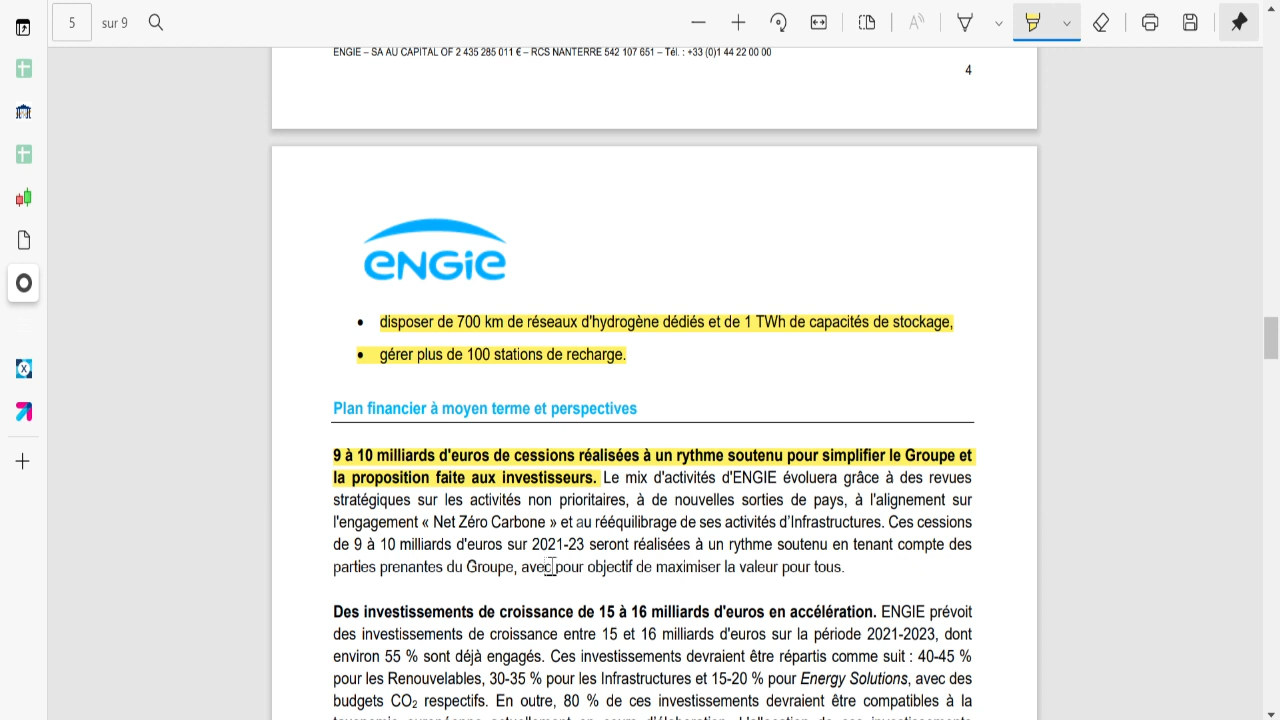 5 sur 9
ENGIE – SA AU CAPITAL OF 2 435 285 011 € – RCS NANTERRE 542 107 651 – Tél. : +33 (0)1 44 22 00 00
4
ENGIE
• disposer de 700 km de réseaux d'hydrogène dédiés et de 1 TWh de capacités de stockage,
• gérer plus de 100 stations de recharge.
Plan financier à moyen terme et perspectives
9 à 10 milliards d'euros de cessions réalisées à un rythme soutenu pour simplifier le Groupe et
la proposition faite aux investisseurs. Le mix d'activités d'ENGIE évoluera grâce à des revues
stratégiques sur les activités non prioritaires, à de nouvelles sorties de pays, à l'alignement sur
l'engagement « Net Zéro Carbone » et au rééquilibrage de ses activités d'Infrastructures. Ces cessions
de 9 à 10 milliards d'euros sur 2021-23 seront réalisées à un rythme soutenu en tenant compte des
parties prenantes du Groupe, avec pour objectif de maximiser la valeur pour tous.
Des investissements de croissance de 15 à 16 milliards d'euros en accélération. ENGIE prévoit
des investissements de croissance entre 15 et 16 milliards d'euros sur la période 2021-2023, dont
environ 55 % sont déjà engagés. Ces investissements devraient être répartis comme suit : 40-45 %
pour les Renouvelables, 30-35 % pour les Infrastructures et 15-20 % pour Energy Solutions, avec des
budgets CO₂ respectifs. En outre, 80 % de ces investissements devraient être compatibles à la